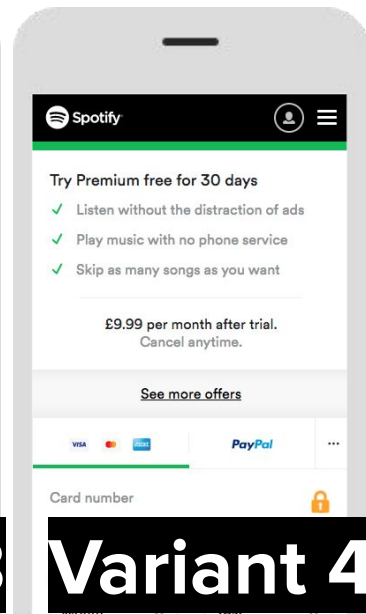 Spotify
Try Premium free for 30 days
Listen without the distraction of ads
Play music with no phone service
Skip as many songs as you want
£9.99 per month after trial.
Cancel anytime.
See more offers
VISA PayPal ...
Card number
Variant 4